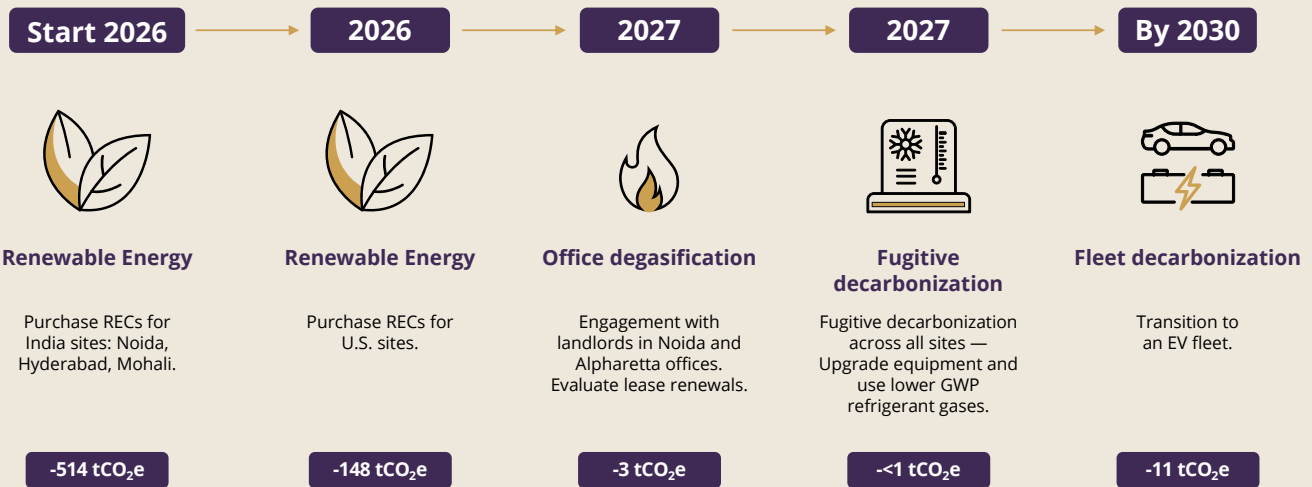 Start 2026
2026
2027
2027
By 2030
Renewable Energy
Purchase RECs for
India sites: Noida,
Hyderabad, Mohali.
-514 tCO₂e
Renewable Energy
Purchase RECs for
U.S. sites.
-148 tCO₂e
Office degasification
Engagement with
landlords in Noida and
Alpharetta offices.
Evaluate lease renewals.
-3 tCO₂e
Fugitive
decarbonization
Fugitive decarbonization
across all sites —
Upgrade equipment and
use lower GWP
refrigerant gases.
-<1 tCO₂e
Fleet decarbonization
Transition to
an EV fleet.
-11 tCO₂e